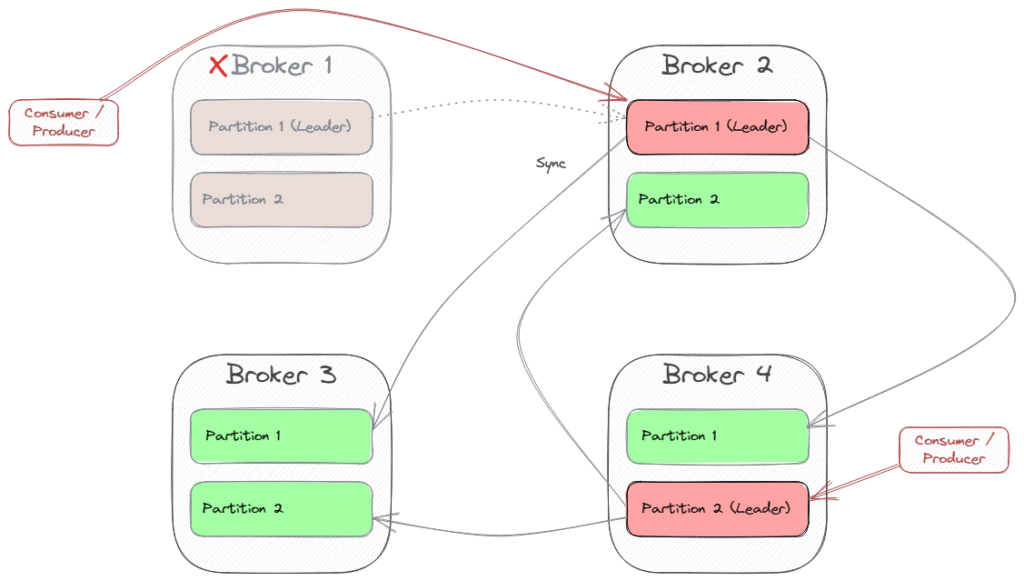 X Broker 1
Partition 1 (Leader)
Partition 2
Consumer /
Producer
Broker 2
Partition 1 (Leader)
Partition 2
Sync
Broker 3
Partition 1
Partition 2
Broker 4
Partition 1
Partition 2 (Leader)
Consumer /
Producer